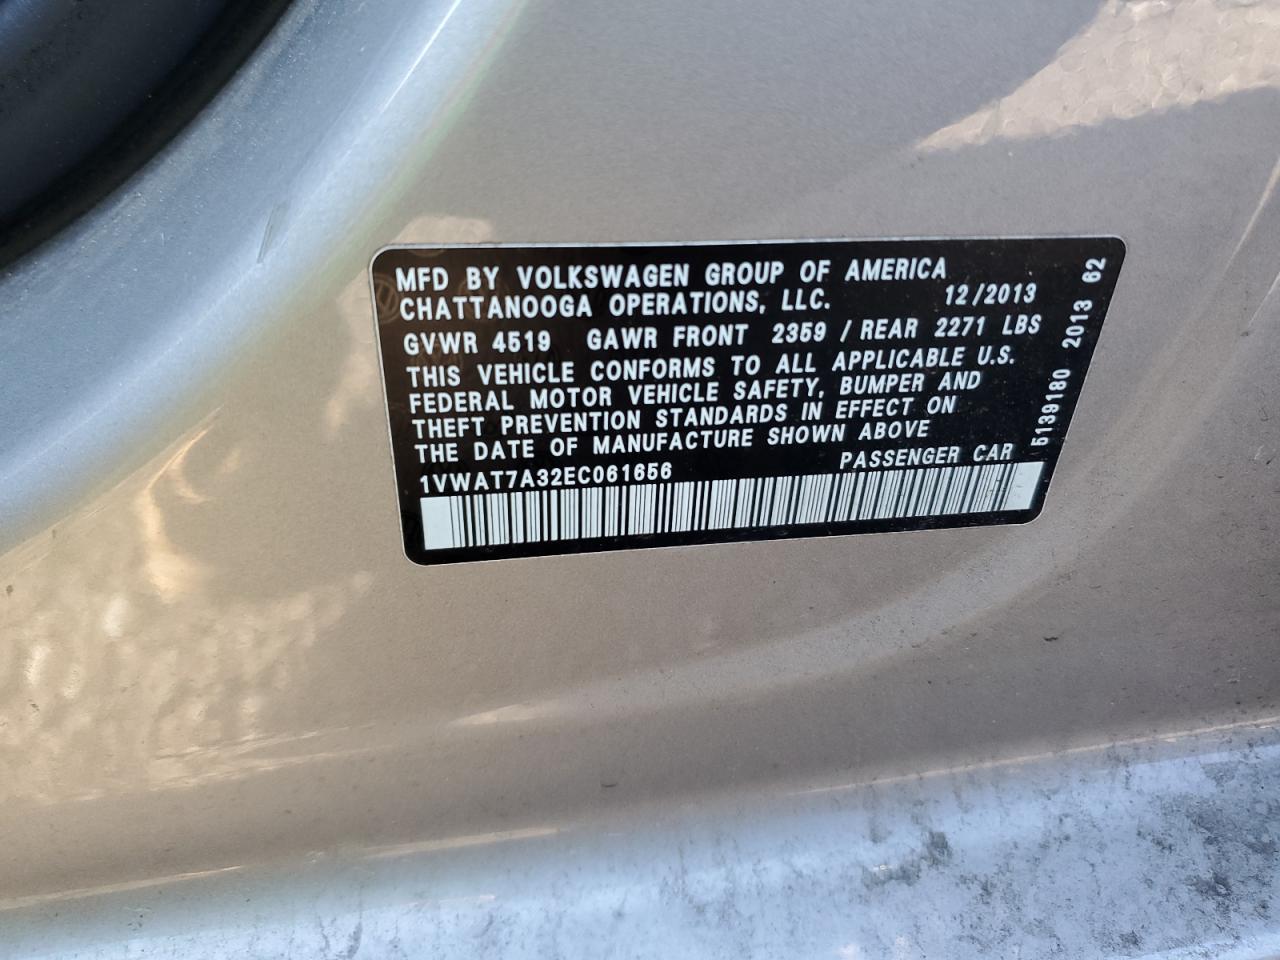 MFD BY VOLKSWAGEN GROUP OF AMERICA
CHATTANOOGA OPERATIONS, LLC. 12/2013
GVWR 4519 GAWR FRONT 2359 / REAR 2271 LBS
THIS VEHICLE CONFORMS TO ALL APPLICABLE U.S.
FEDERAL MOTOR VEHICLE SAFETY, BUMPER AND
THEFT PREVENTION STANDARDS IN EFFECT ON
THE DATE OF MANUFACTURE SHOWN ABOVE
1VWAT7A32EC061656 PASSENGER CAR
5139180 2013 62